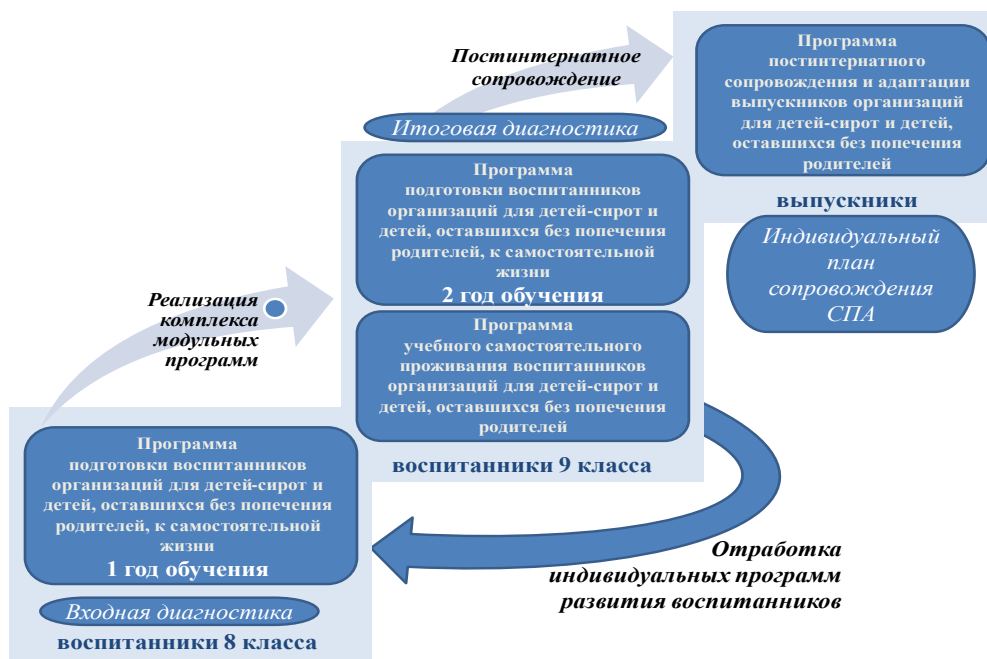 Постинтернатное
сопровождение
Программа
постинтернатного
сопровождения и адаптации
выпускников организаций
для детей-сирот и детей,
оставшихся без попечения
родителей
выпускники
Индивидуальный
план
сопровождения
СПА
Итоговая диагностика
Программа
подготовки воспитанников
организаций для детей-сирот и
детей, оставшихся без попечения
родителей, к самостоятельной
жизни
2 год обучения
Программа
учебного самостоятельного
проживания воспитанников
организаций для детей-сирот и
детей, оставшихся без попечения
родителей
воспитанники 9 класса
Реализация
комплекса
модульных
программ
Программа
подготовки воспитанников
организаций для детей-сирот и
детей, оставшихся без попечения
родителей, к самостоятельной
жизни
1 год обучения
Входная диагностика
воспитанники 8 класса
Отработка
индивидуальных программ
развития воспитанников